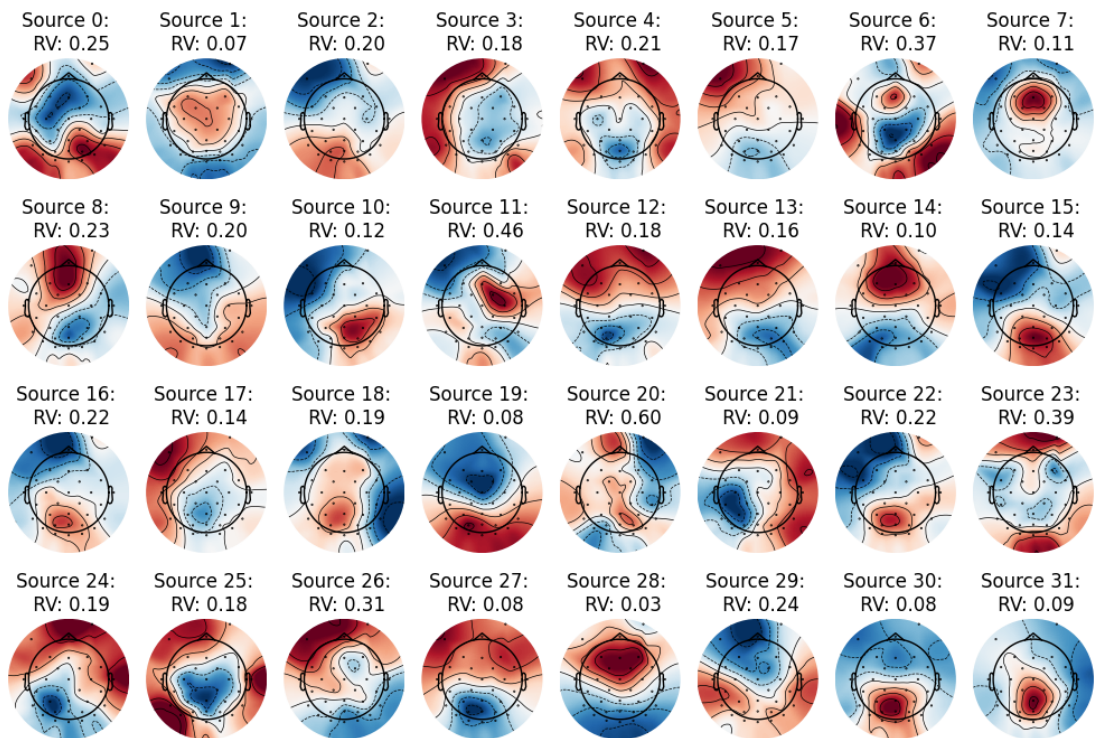 Source 0: Source 1: Source 2: Source 3: Source 4: Source 5: Source 6: Source 7:
RV: 0.25 RV: 0.07 RV: 0.20 RV: 0.18 RV: 0.21 RV: 0.17 RV: 0.37 RV: 0.11
Source 8: Source 9: Source 10: Source 11: Source 12: Source 13: Source 14: Source 15:
RV: 0.23 RV: 0.20 RV: 0.12 RV: 0.46 RV: 0.18 RV: 0.16 RV: 0.10 RV: 0.14
Source 16: Source 17: Source 18: Source 19: Source 20: Source 21: Source 22: Source 23:
RV: 0.22 RV: 0.14 RV: 0.19 RV: 0.08 RV: 0.60 RV: 0.09 RV: 0.22 RV: 0.39
Source 24: Source 25: Source 26: Source 27: Source 28: Source 29: Source 30: Source 31:
RV: 0.19 RV: 0.18 RV: 0.31 RV: 0.08 RV: 0.03 RV: 0.24 RV: 0.08 RV: 0.09